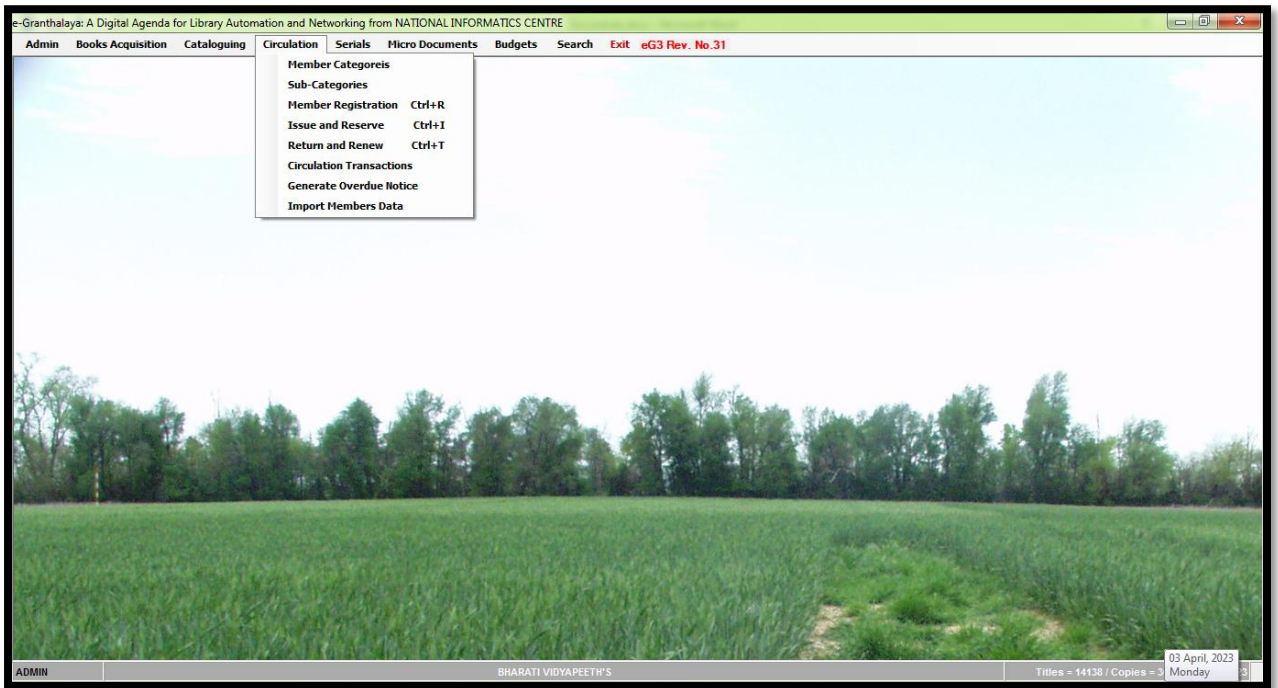 e-Granthalaya: A Digital Agenda for Library Automation and Networking from NATIONAL INFORMATICS CENTRE
Admin Books Acquisition Cataloguing Circulation Serials Micro Documents Budgets Search Exit eG3 Rev. No.31
Member Categoreis
Sub-Categories
Member Registration Ctrl+R
Issue and Reserve Ctrl+I
Return and Renew Ctrl+T
Circulation Transactions
Generate Overdue Notice
Import Members Data
ADMIN BHARATI VIDYAPEETH'S Titles = 14138 / Copies = 3
03 April, 2023
Monday